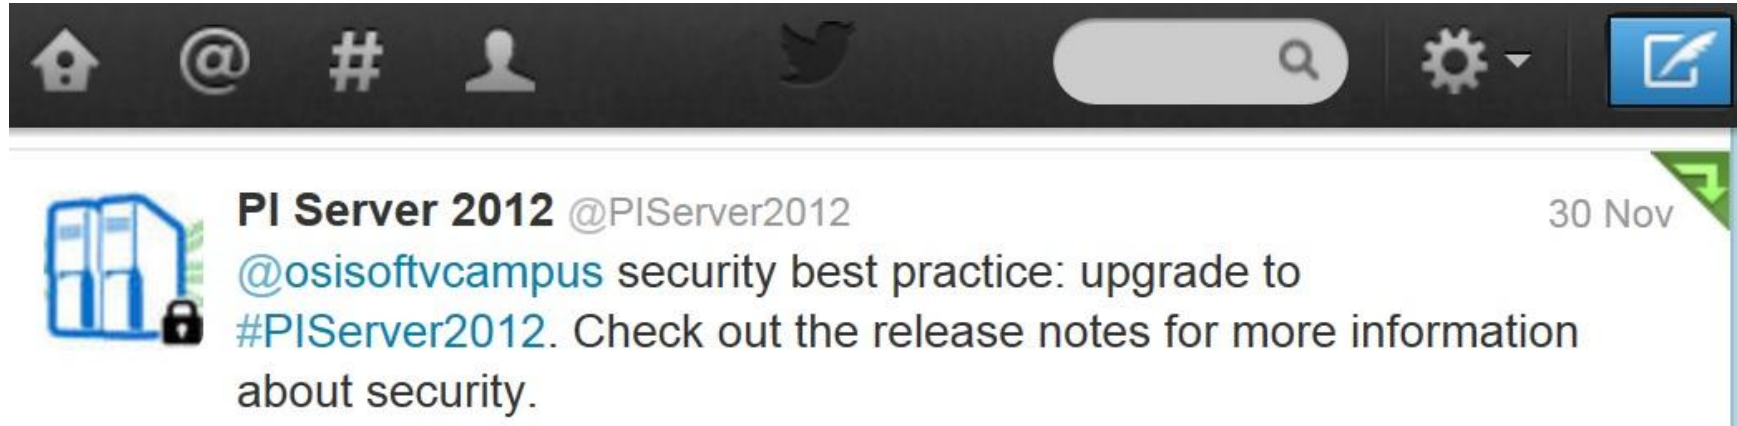 PI Server 2012 @PIServer2012 30 Nov
@osisoftvcampus security best practice: upgrade to
#PIServer2012. Check out the release notes for more information
about security.